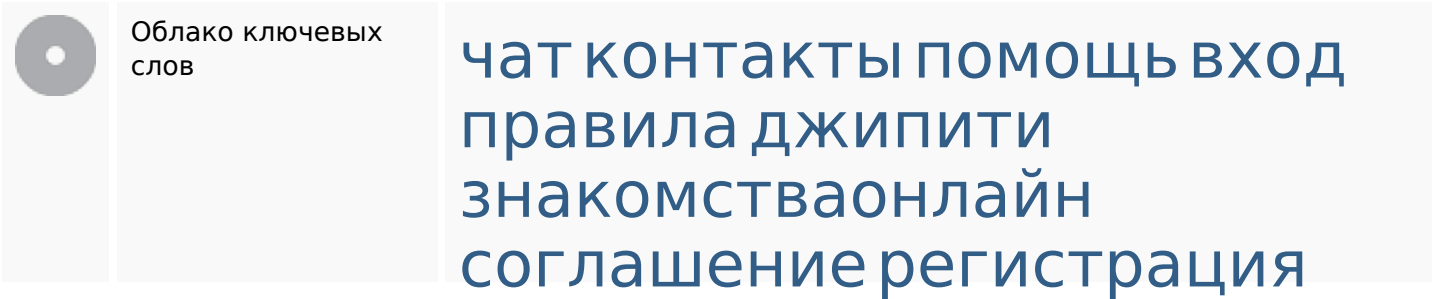 Облако ключевых
слов
чат контакты помощь вход
правила джипити
знакомстваонлайн
соглашение регистрация